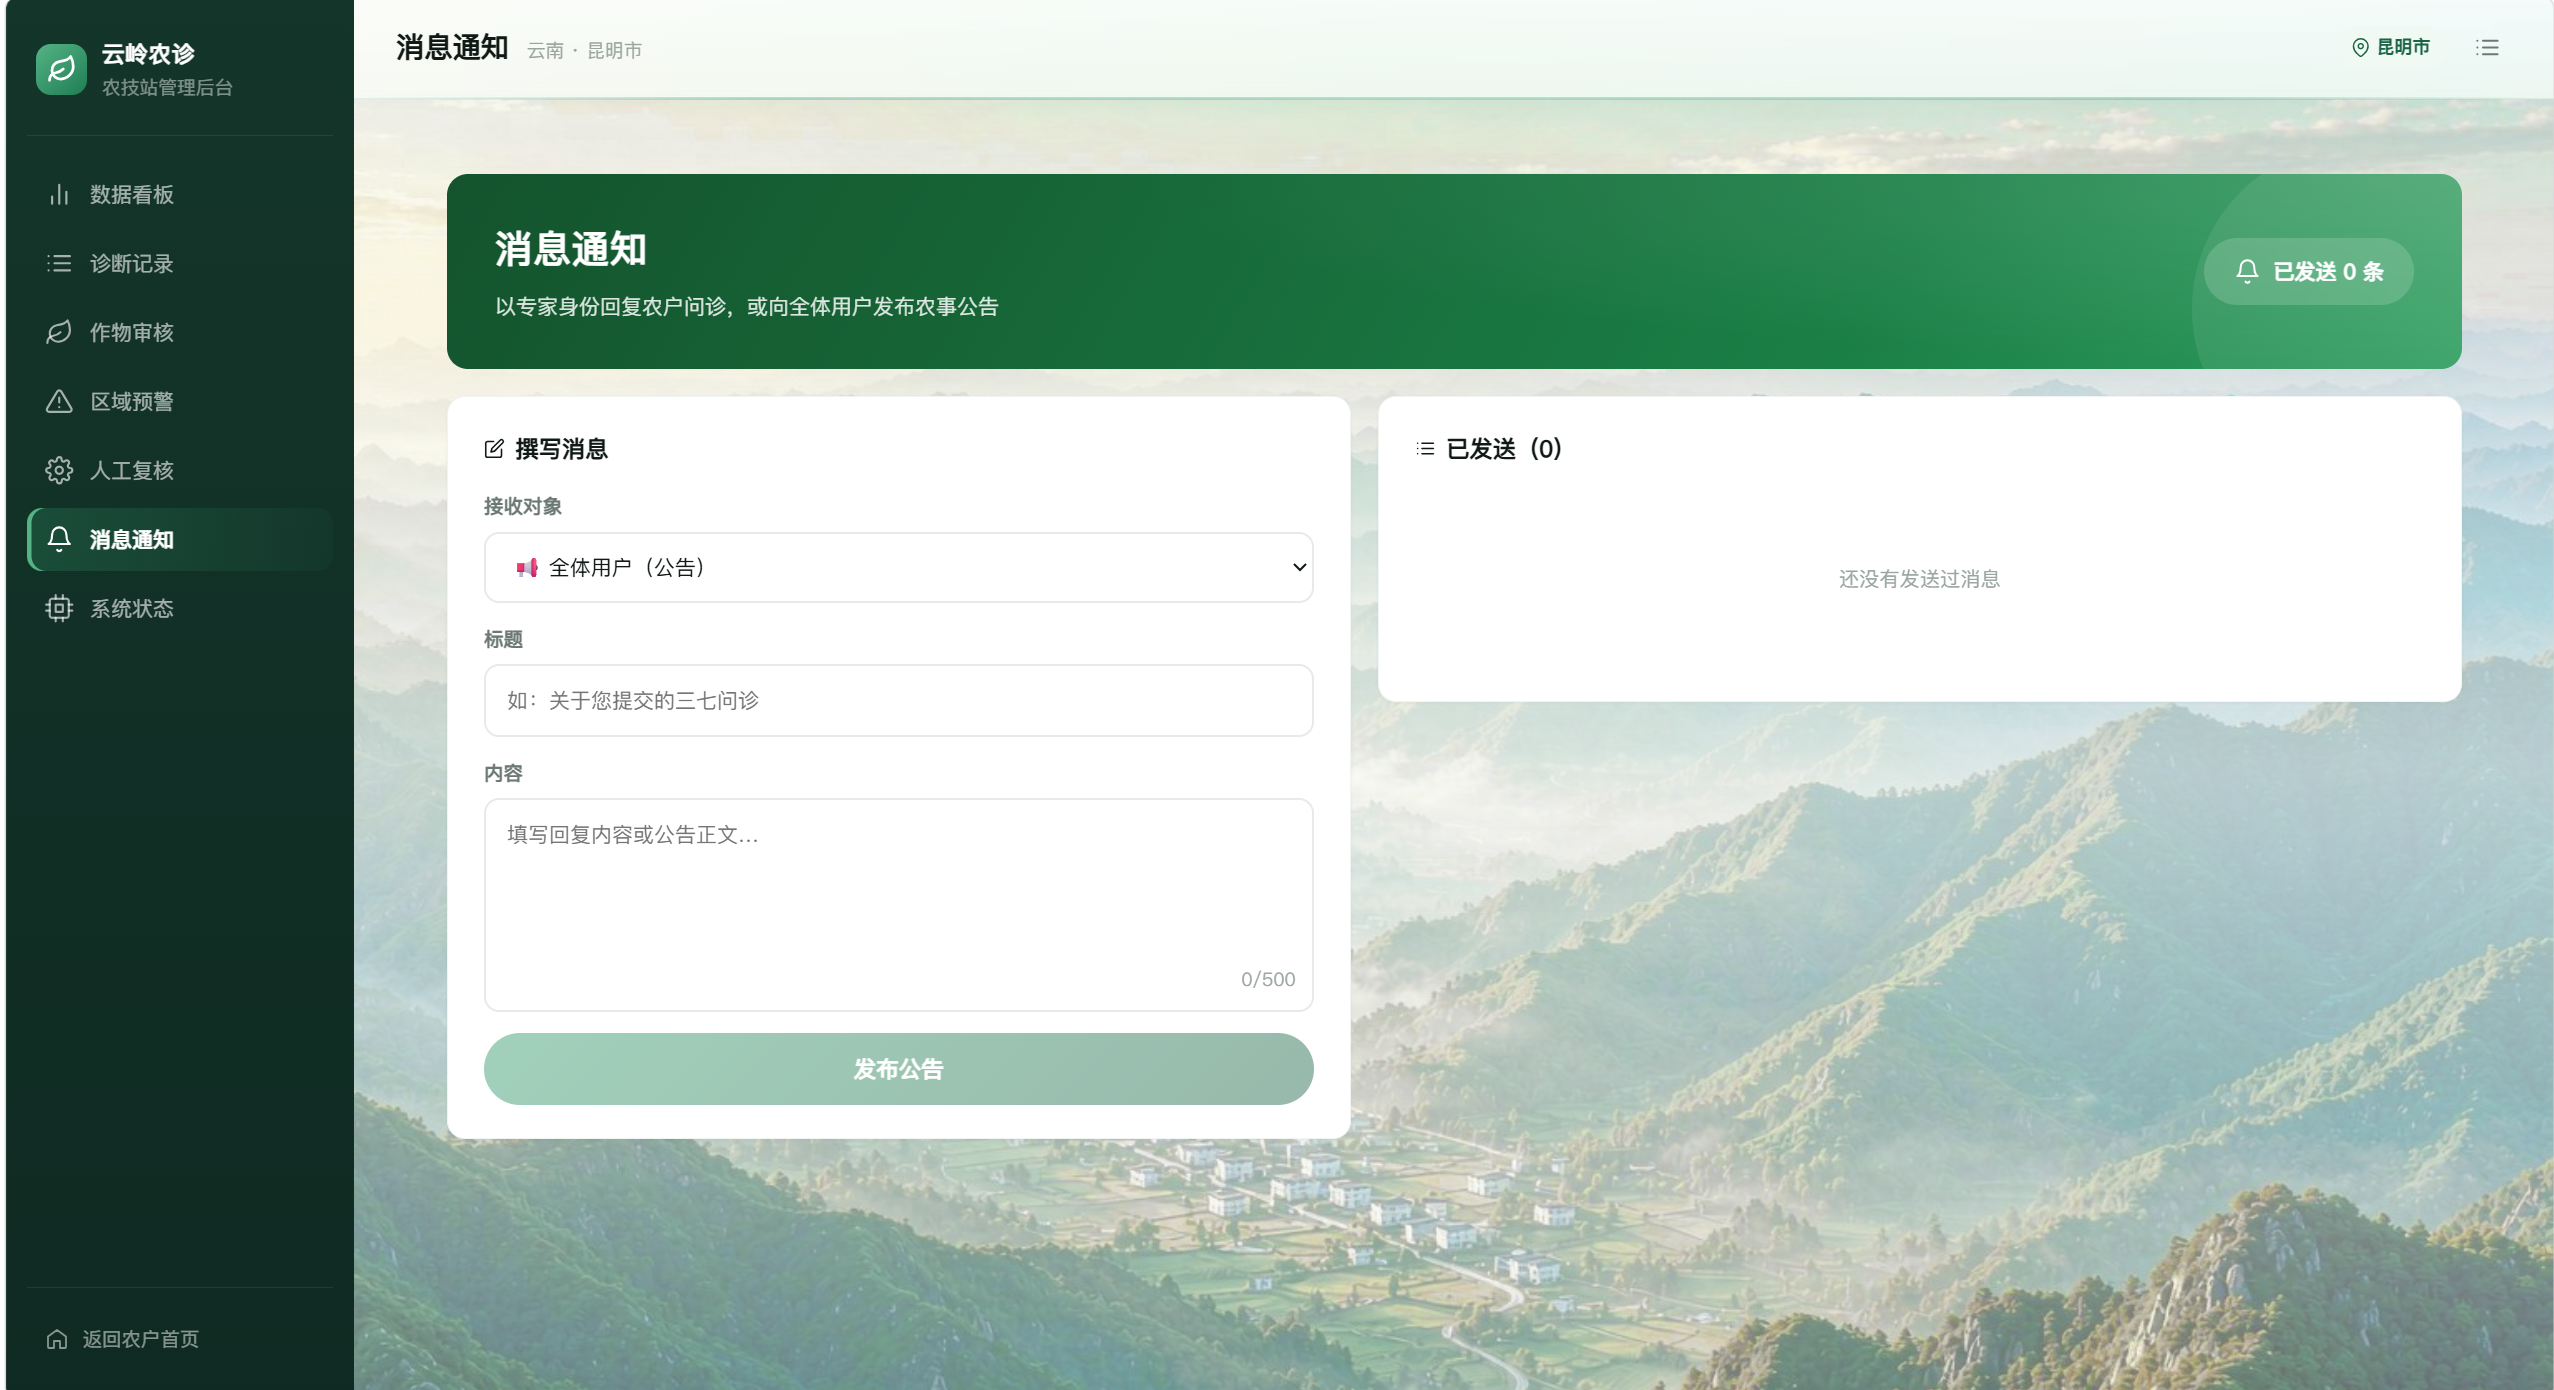 云岭农诊
农技站管理后台
数据看板
诊断记录
作物审核
区域预警
人工复核
消息通知
系统状态
返回农户首页
消息通知 云南 · 昆明市
昆明市
消息通知
以专家身份回复农户问诊，或向全体用户发布农事公告
已发送 0 条
撰写消息
接收对象
全体用户（公告）
标题
如：关于您提交的三七问诊
内容
填写回复内容或公告正文…
0/500
发布公告
已发送（0）
还没有发送过消息